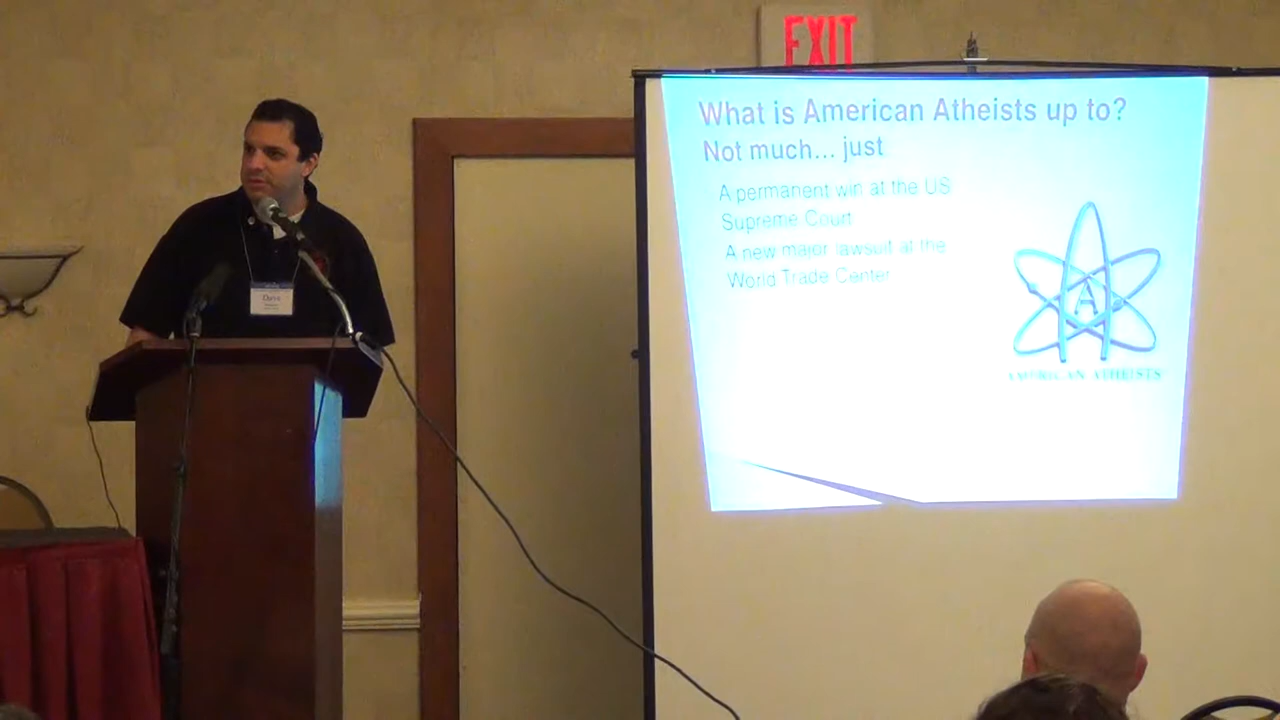 EXIT
What is American Atheists up to?
Not much... just
A permanent win at the US
Supreme Court
A new major lawsuit at the
World Trade Center
A
AMERICAN ATHEISTS